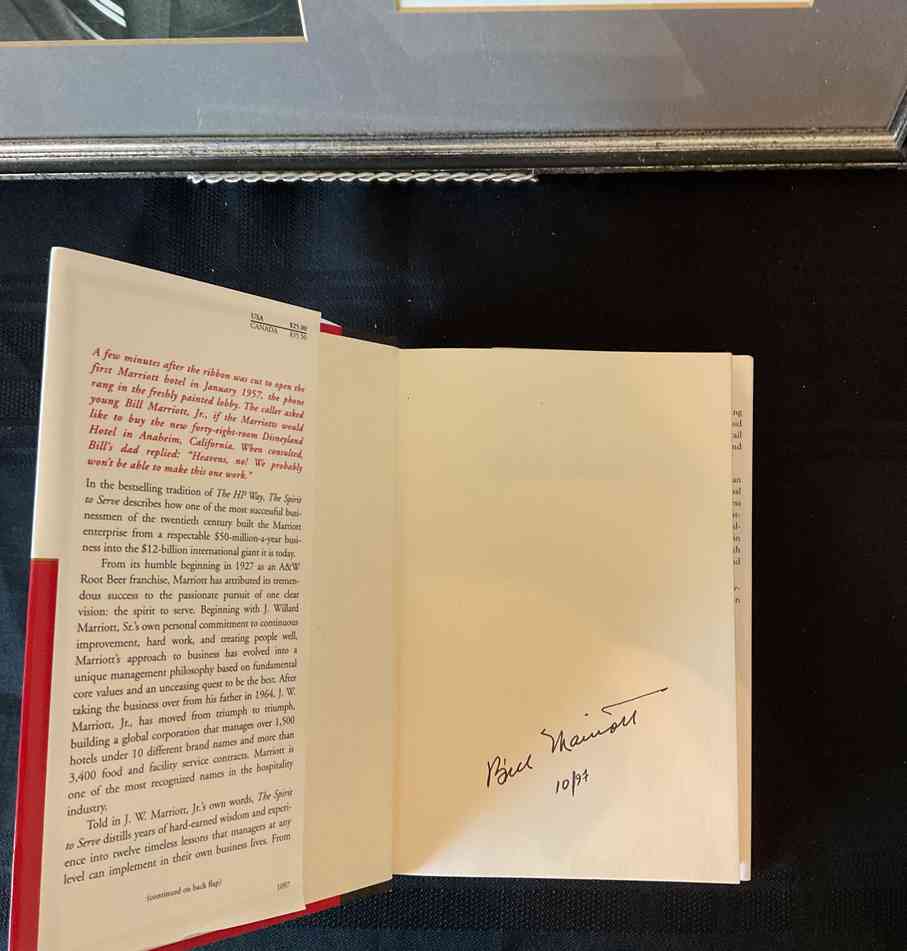 USA $25.00
CANADA $35.50
A few minutes after the ribbon was cut to open the
first Marriott hotel in January 1957, the phone
rang in the freshly painted lobby. The caller asked
young Bill Marriott, Jr., if the Marriotts would
like to buy the new forty-eight-room Disneyland
Hotel in Anaheim, California. When consulted,
Bill's dad replied: "Heavens, no! We probably
won't be able to make this one work."
In the bestselling tradition of The HP Way, The Spirit
to Serve describes how one of the most successful busi-
nessmen of the twentieth century built the Marriott
enterprise from a respectable $50-million-a-year busi-
ness into the $12-billion international giant it is today.
From its humble beginning in 1927 as an A&W
Root Beer franchise, Marriott has attributed its tremen-
dous success to the passionate pursuit of one clear
vision: the spirit to serve. Beginning with J. Willard
Marriott, Sr.'s own personal commitment to continuous
improvement, hard work, and treating people well,
Marriott's approach to business has evolved into a
unique management philosophy based on fundamental
core values and an unceasing quest to be the best. After
taking the business over from his father in 1964, J. W.
Marriott, Jr., has moved from triumph to triumph,
building a global corporation that manages over 1,500
hotels under 10 different brand names and more than
3,400 food and facility service contracts. Marriott is
one of the most recognized names in the hospitality
industry.
Told in J. W. Marriott, Jr.'s own words, The Spirit
to Serve distills years of hard-earned wisdom and experi-
ence into twelve timeless lessons that managers at any
level can implement in their own business lives. From
(continued on back flap)
1097
Bill Marriott
10/97